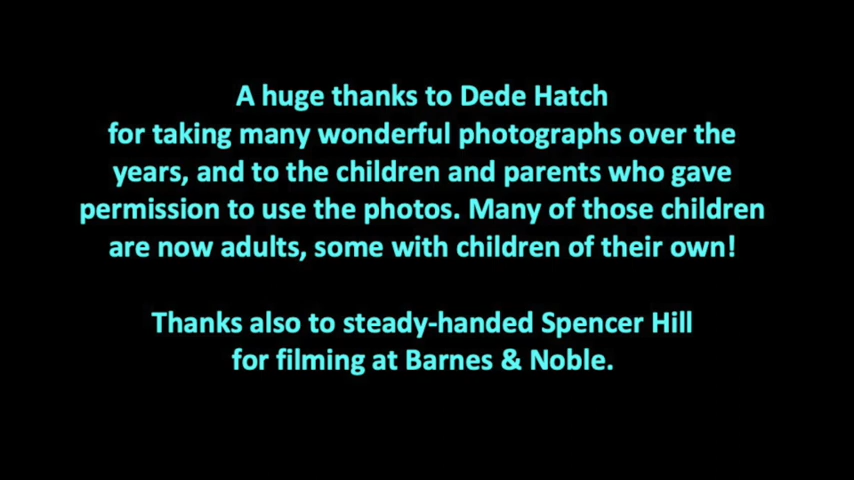 A huge thanks to Dede Hatch
for taking many wonderful photographs over the
years, and to the children and parents who gave
permission to use the photos. Many of those children
are now adults, some with children of their own!
Thanks also to steady-handed Spencer Hill
for filming at Barnes & Noble.